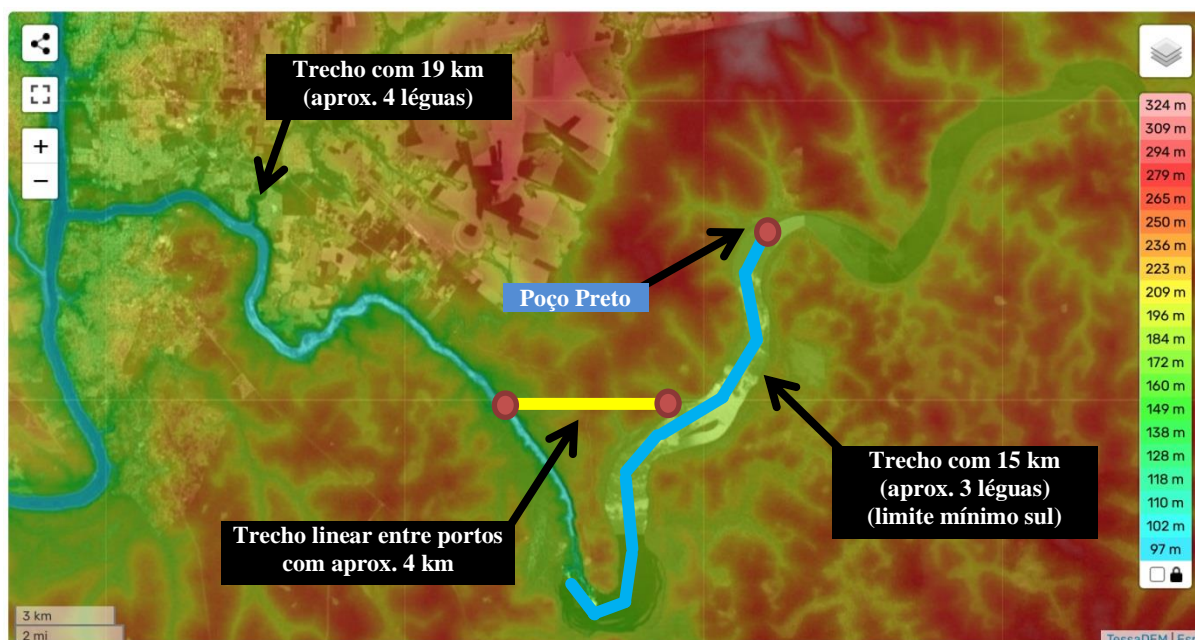 Trecho com 19 km
(aprox. 4 léguas)
Poço Preto
Trecho com 15 km
(aprox. 3 léguas)
(limite mínimo sul)
Trecho linear entre portos
com aprox. 4 km
+
−
324 m
309 m
294 m
279 m
265 m
250 m
236 m
223 m
209 m
196 m
184 m
172 m
160 m
149 m
138 m
128 m
118 m
110 m
102 m
97 m
3 km
2 mi
TessaDEM |